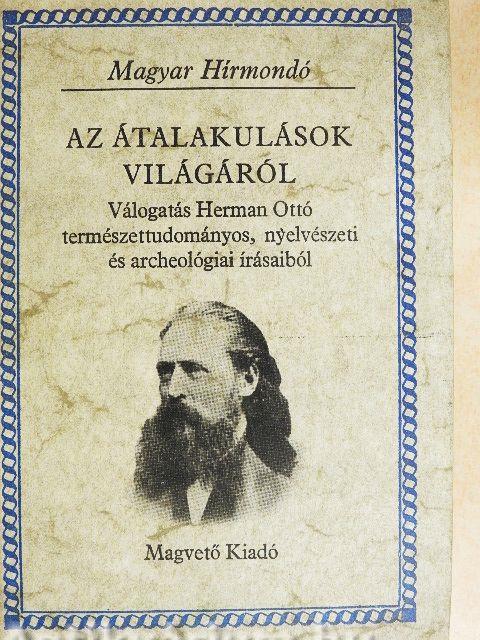 Magyar Hírmondó
AZ ÁTALAKULÁSOK
VILÁGÁRÓL
Válogatás Herman Ottó
természettudományos, nyelvészeti
és archeológiai írásaiból
Magvető Kiadó